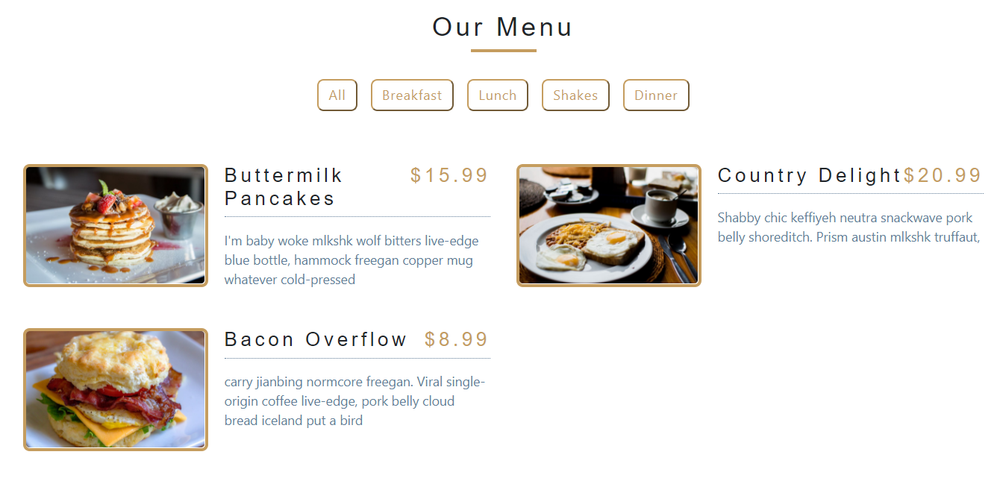 Our Menu
All
Breakfast
Lunch
Shakes
Dinner
Buttermilk
Pancakes
$15.99
I'm baby woke mlkshk wolf bitters live-edge
blue bottle, hammock freegan copper mug
whatever cold-pressed
Country Delight
$20.99
Shabby chic keffiyeh neutra snackwave pork
belly shoreditch. Prism austin mlkshk truffaut,
Bacon Overflow
$8.99
carry jianbing normcore freegan. Viral single-
origin coffee live-edge, pork belly cloud
bread iceland put a bird